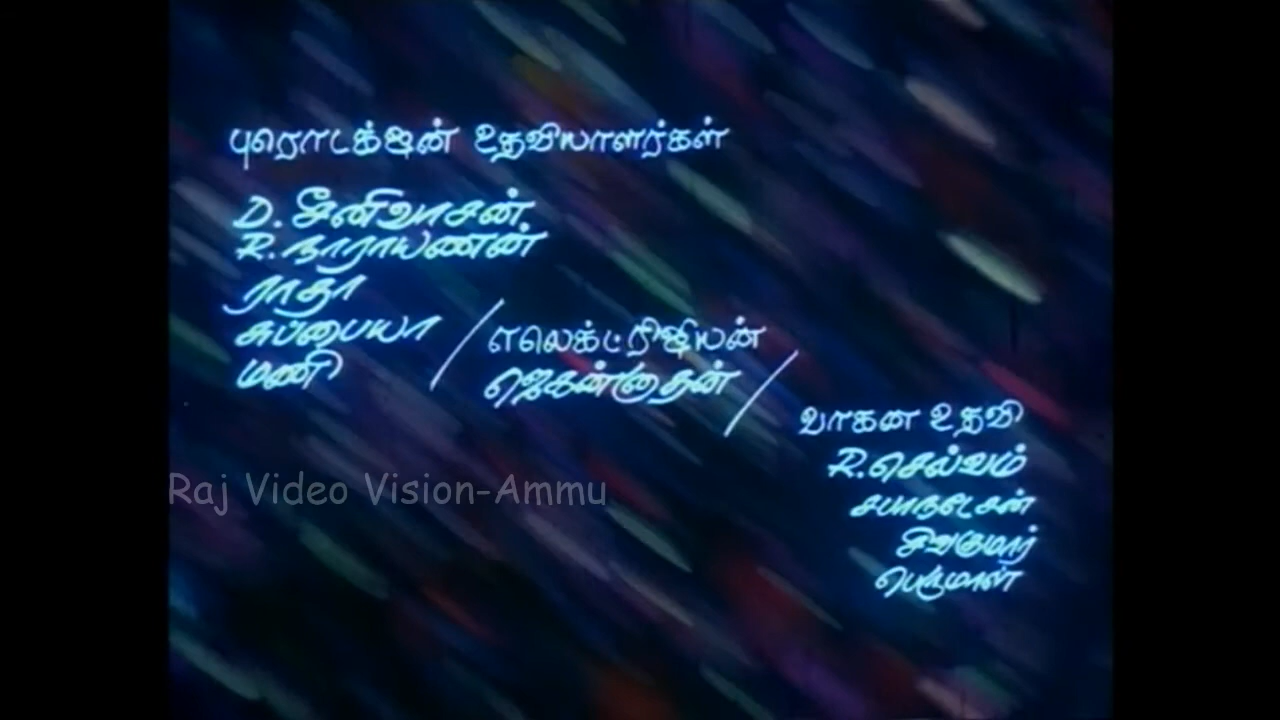 புரொடக்ஷன் உதவியாளர்கள்
D. சீனிவாசன்
R. நாராயணன்
ராதா
சுப்பையா
மணி
எலெக்ட்ரிஷியன்
ஜெகன்னாதன்
வாகன உதவி
R. செல்வம்
சபாநடேசன்
சிவகுமார்
பெருமாள்
Raj Video Vision-Ammu